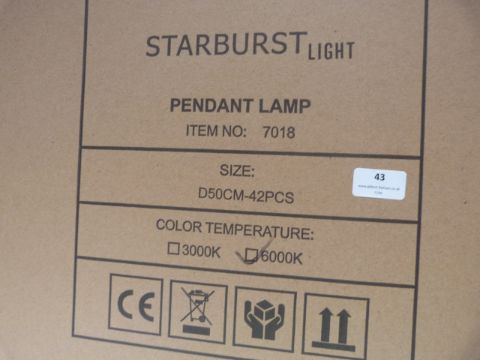 STARBURST LIGHT
PENDANT LAMP
ITEM NO: 7018
SIZE:
D50CM-42PCS
43
COLOR TEMPERATURE:
3000K 6000K
CE